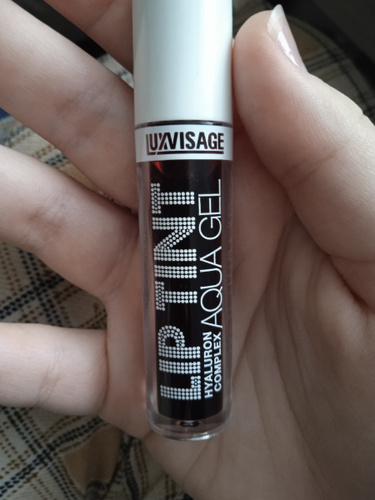 LUXVISAGE
LIP TINT
HYALURON
COMPLEX
AQUA GEL